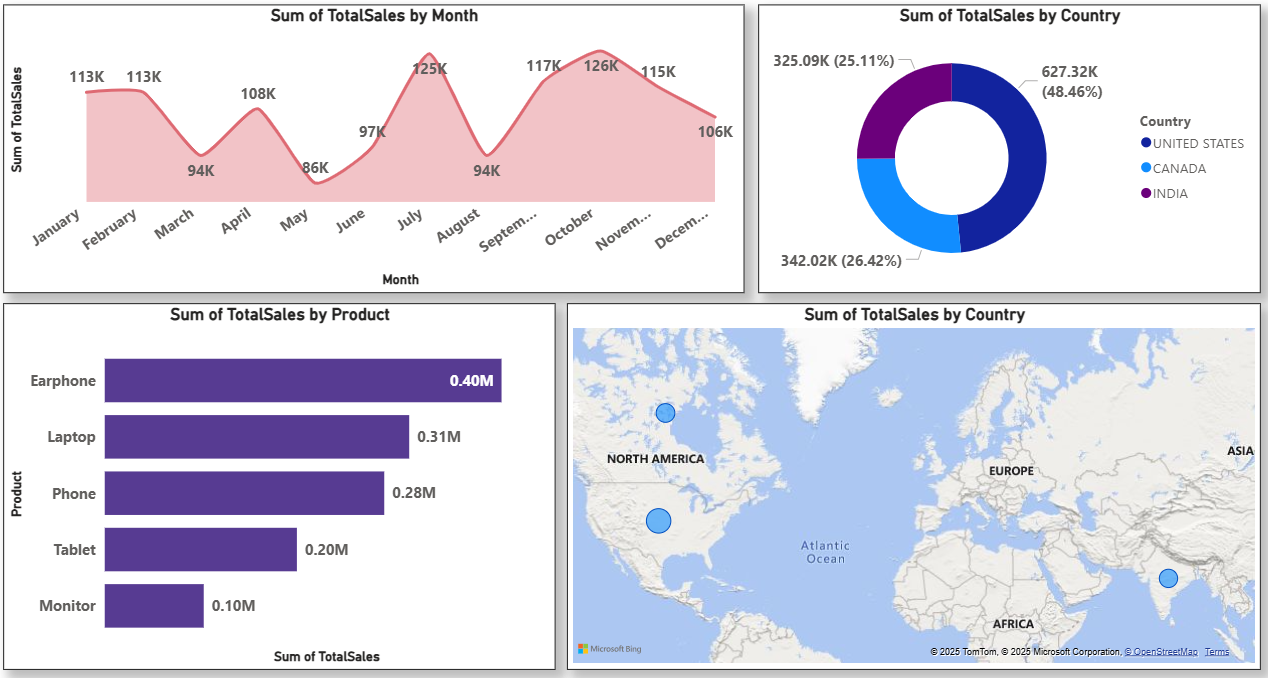 Sum of TotalSales by Month
Sum of TotalSales
113K
113K
94K
108K
86K
97K
125K
94K
117K
126K
115K
106K
January
February
March
April
May
June
July
August
Septem...
October
Novem...
Decem...
Month
Sum of TotalSales by Country
325.09K (25.11%)
627.32K
(48.46%)
342.02K (26.42%)
Country
UNITED STATES
CANADA
INDIA
Sum of TotalSales by Product
Product
Earphone
0.40M
Laptop
0.31M
Phone
0.28M
Tablet
0.20M
Monitor
0.10M
Sum of TotalSales
Sum of TotalSales by Country
NORTH AMERICA
EUROPE
ASIA
Atlantic
Ocean
AFRICA
Microsoft Bing
© 2025 TomTom, © 2025 Microsoft Corporation, © OpenStreetMap Terms